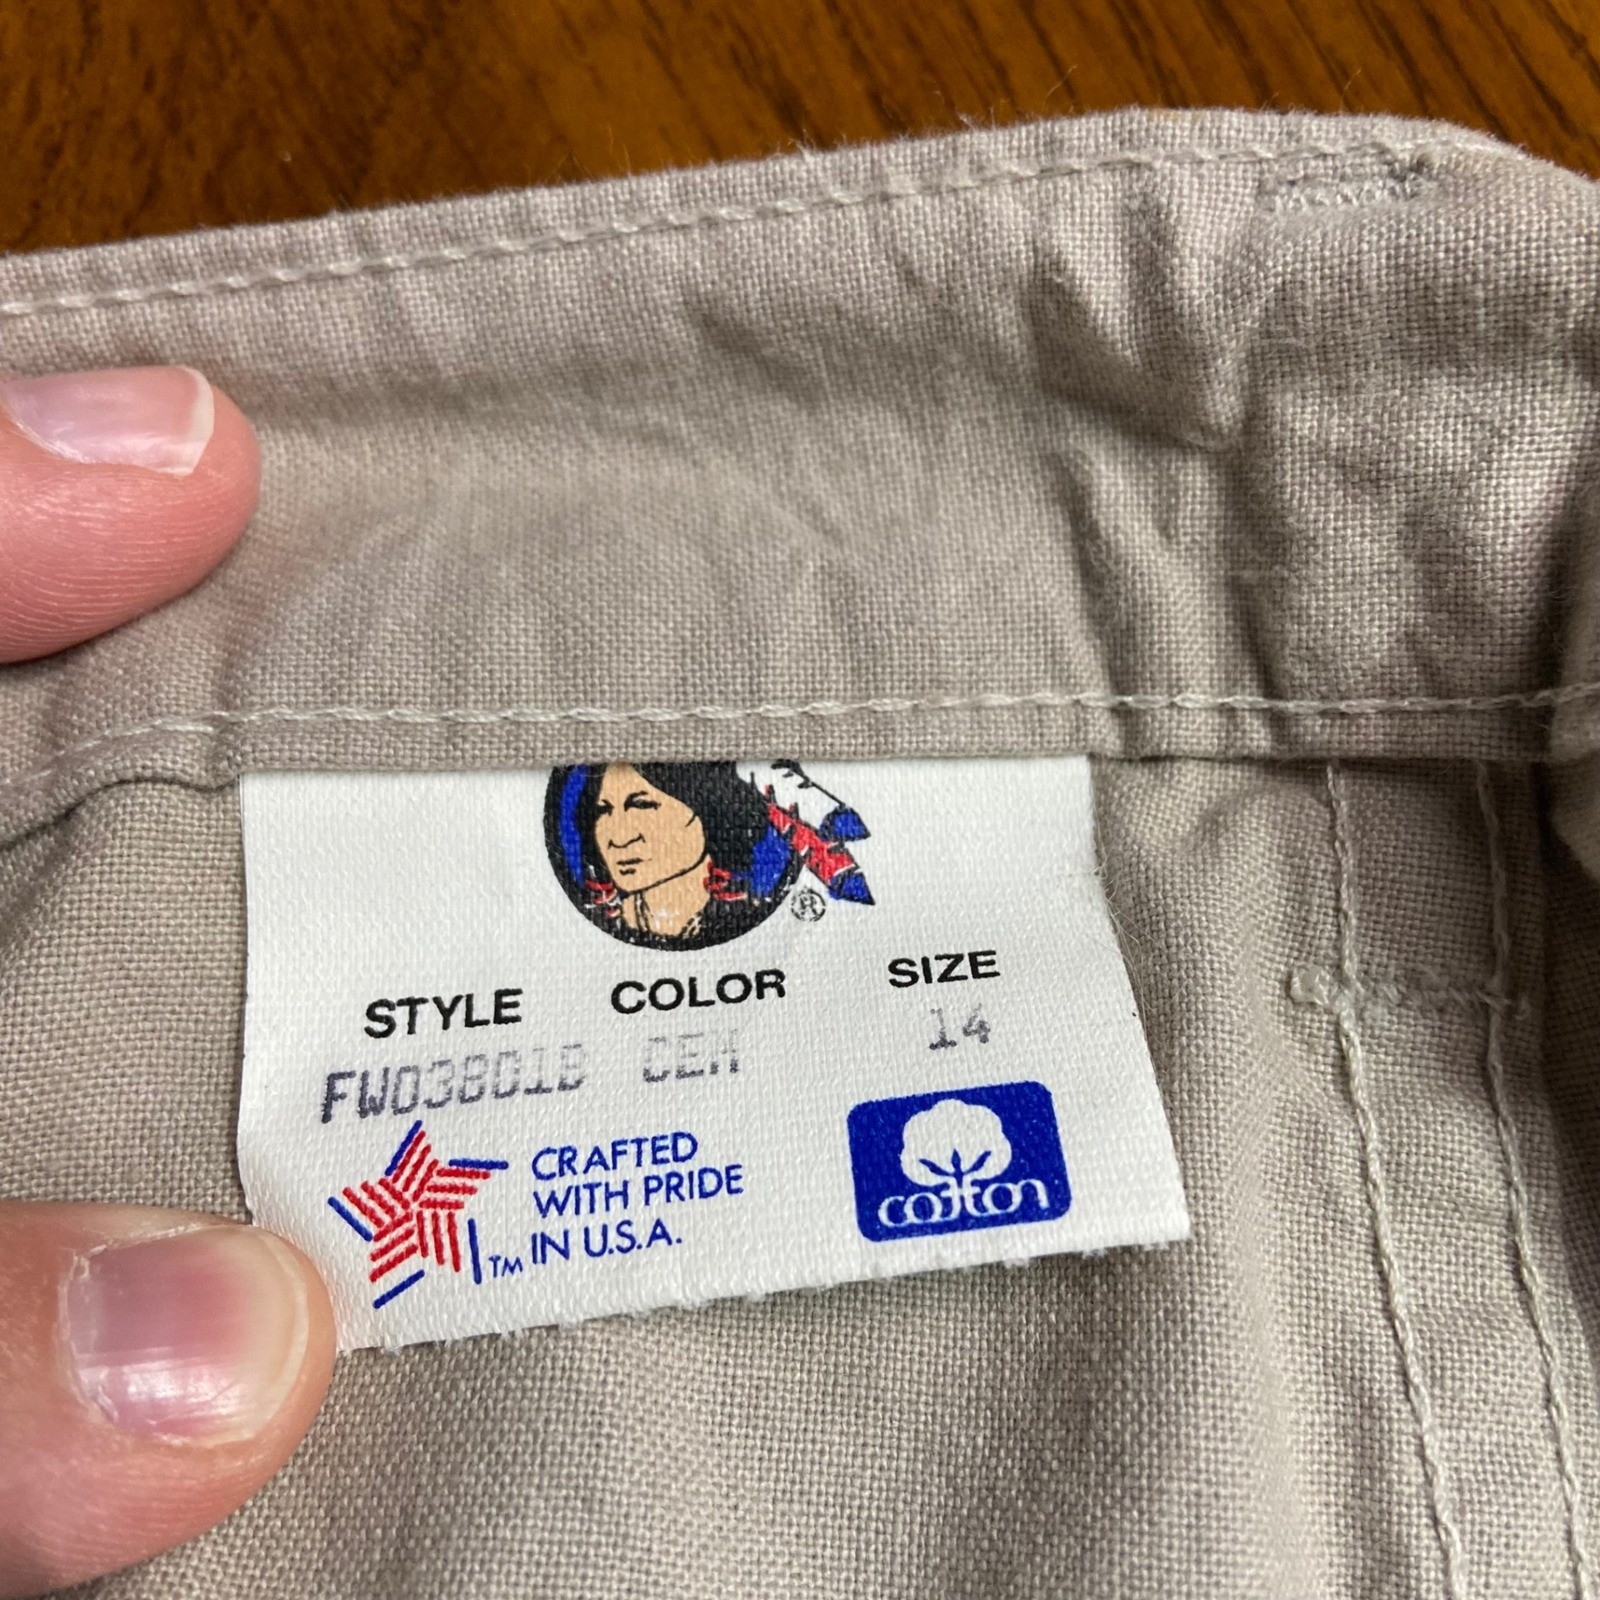 ®
STYLE COLOR SIZE
FW03801B CEM 14
CRAFTED
WITH PRIDE
IN U.S.A.
TM
cotton